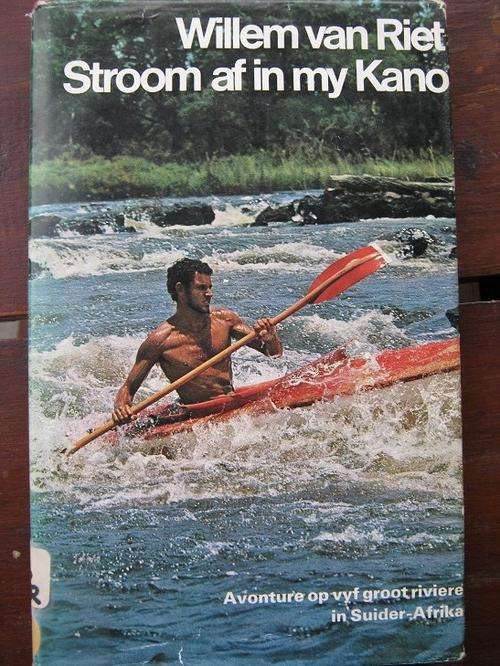 Willem van Riet
Stroom af in my Kano
Avonture op vyf groot riviere
in Suider-Afrika